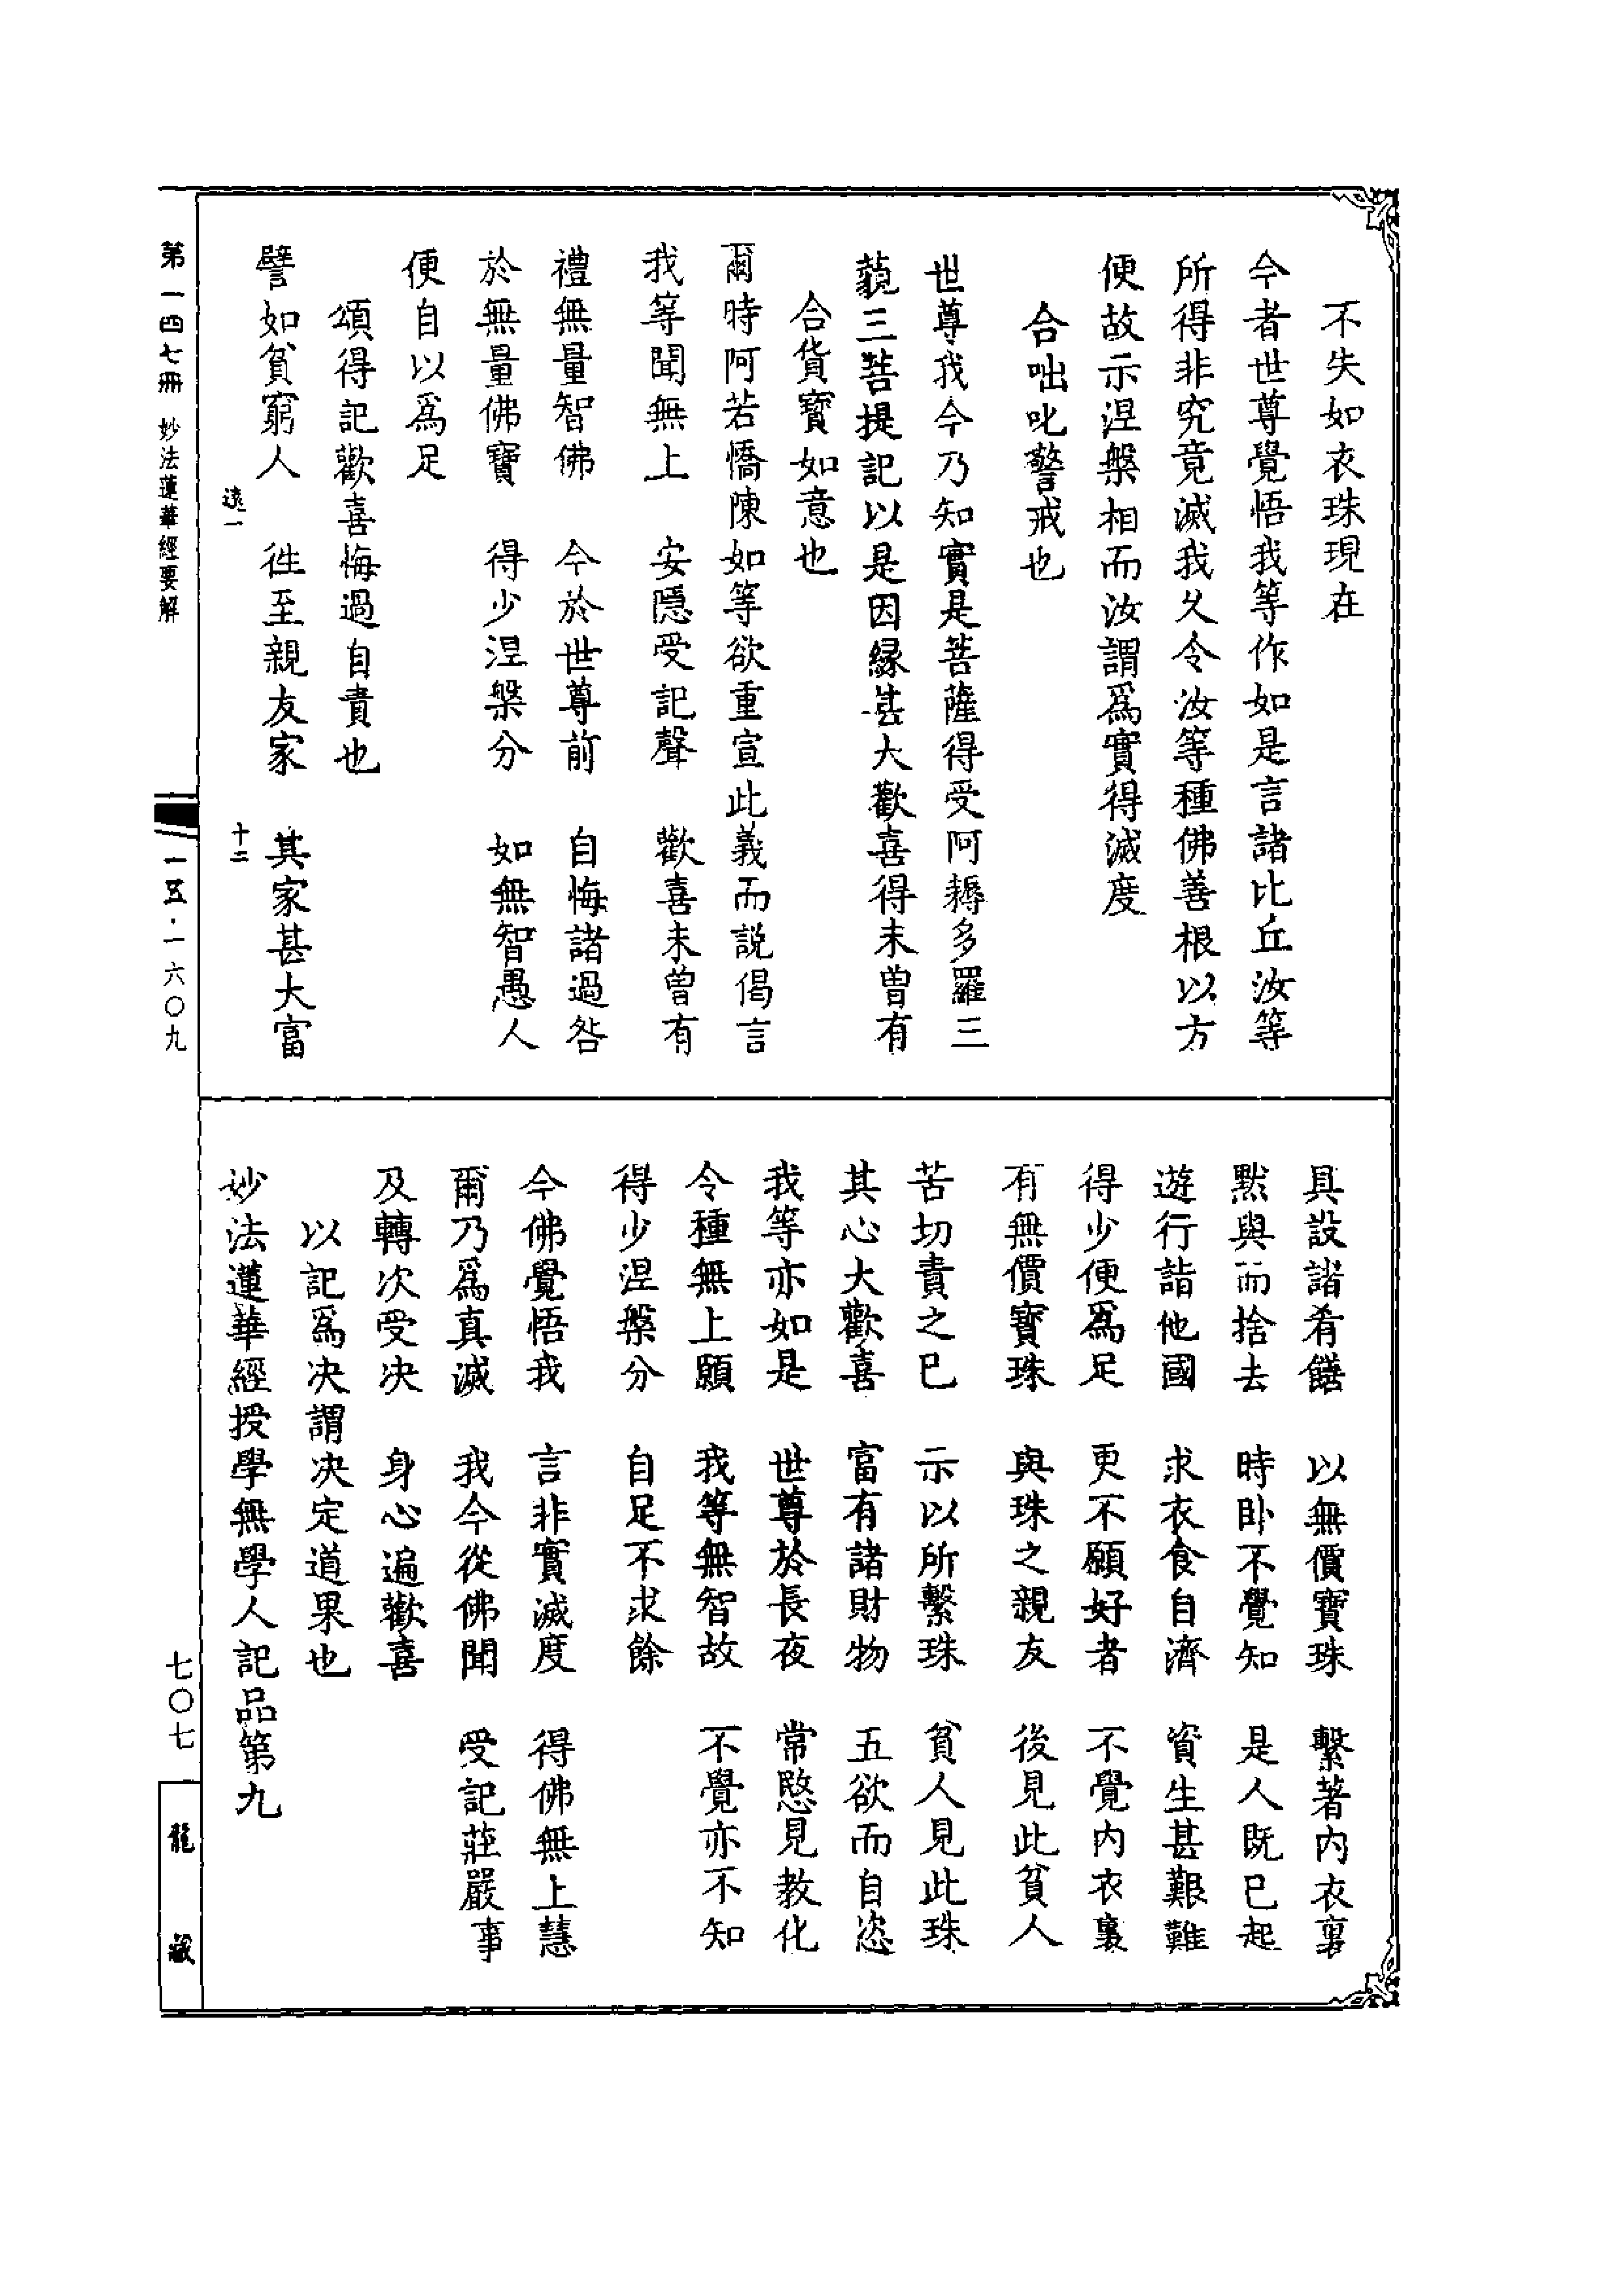 不失如衣珠現在
今者世尊覺悟我等作如是言諸比丘汝等
所得非究竟滅我久令汝等種佛善根以方
便故示涅槃相而汝謂爲實得滅度
合咄叱警戒也
世尊我今乃知實是菩薩得受阿耨多羅三
藐三菩提記以是因緣甚大歡喜得未曾有
合貨寶如意也
爾時阿若憍陳如等欲重宣此義而說偈言
我等聞無上　安隱受記聲　歡喜未曾有
禮無量智佛　今於世尊前　自悔諸過咎
於無量佛寶　得少涅槃分　如無智愚人
便自以爲足
頌得記歡喜悔過自責也
譬如貧窮人　徃至親友家　其家甚大富
遠一　十二
具設諸肴饍　以無價寶珠　繫著內衣裏
黙與而捨去　時卧不覺知　是人既已起
遊行詣他國　求衣食自濟　資生甚艱難
得少便爲足　更不願好者　不覺內衣裏
有無價寶珠　與珠之親友　後見此貧人
苦切責之已　示以所繫珠　貧人見此珠
其心大歡喜　富有諸財物　五欲而自恣
我等亦如是　世尊於長夜　常愍見教化
令種無上願　我等無智故　不覺亦不知
得少涅槃分　自足不求餘
今佛覺悟我　言非實滅度　得佛無上慧
爾乃爲真滅　我今從佛聞　受記莊嚴事
及轉次受决　身心遍歡喜
以記爲决謂决定道果也
妙法蓮華經授學無學人記品第九
第一四七冊　妙法蓮華經要解　一五·一六〇九　七〇七　龍藏